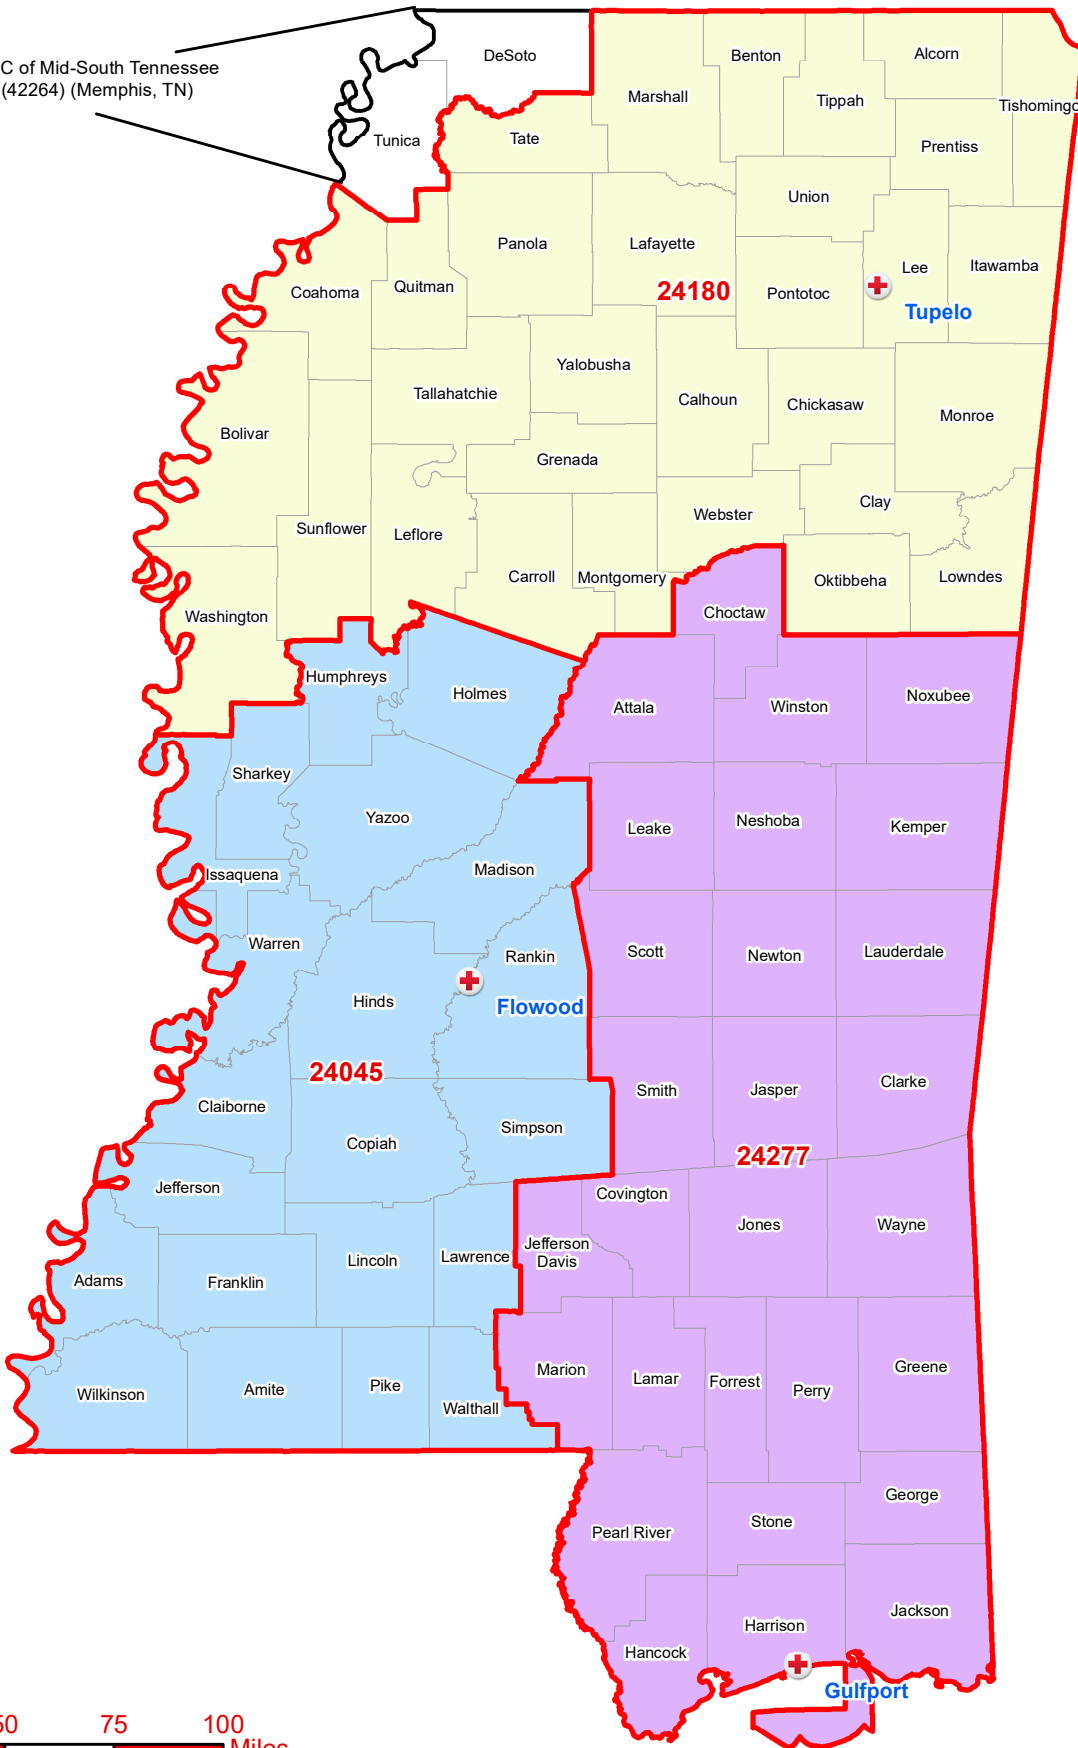 C of Mid-South Tennessee
(42264) (Memphis, TN)
DeSoto
Tunica
Tate
Marshall
Benton
Tippah
Alcorn
Tishomingo
Prentiss
Union
Panola
Lafayette
Quitman
Coahoma
24180
Pontotoc
Lee
Itawamba
Tupelo
Yalobusha
Tallahatchie
Calhoun
Chickasaw
Monroe
Bolivar
Grenada
Sunflower
Leflore
Webster
Clay
Carroll
Montgomery
Oktibbeha
Lowndes
Washington
Choctaw
Humphreys
Holmes
Attala
Winston
Noxubee
Sharkey
Yazoo
Leake
Neshoba
Kemper
Issaquena
Madison
Warren
Rankin
Scott
Newton
Lauderdale
Hinds
Flowood
24045
Smith
Jasper
Clarke
Claiborne
Copiah
Simpson
24277
Jefferson
Covington
Jones
Wayne
Jefferson
Davis
Lawrence
Lincoln
Adams
Franklin
Marion
Lamar
Forrest
Perry
Greene
Wilkinson
Amite
Pike
Walthall
George
Stone
Pearl River
Jackson
Harrison
Hancock
Gulfport
50 75 100
Miles